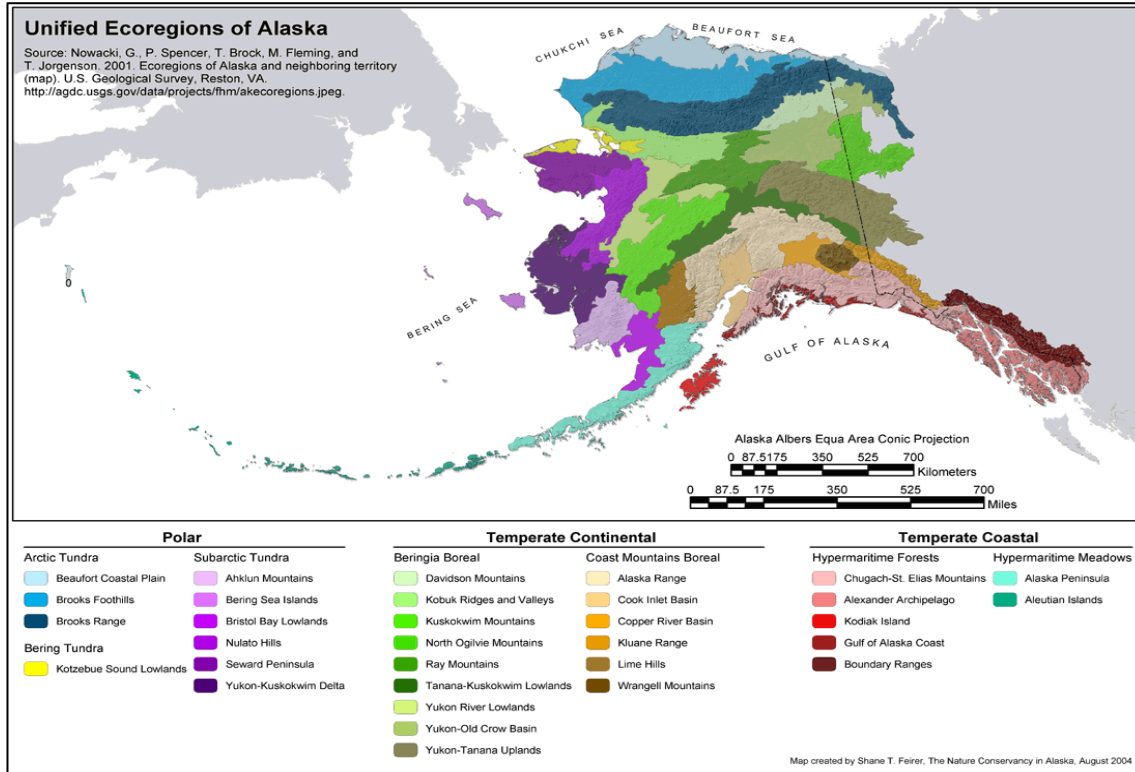 Unified Ecoregions of Alaska
Source: Nowacki, G., P. Spencer, T. Brock, M. Fleming, and
T. Jorgenson. 2001. Ecoregions of Alaska and neighboring territory
(map). U.S. Geological Survey, Reston, VA.
http://agdc.usgs.gov/data/projects/fhm/akecoregions.jpeg.
CHUKCHI SEA
BEAUFORT SEA
0
BERING SEA
GULF OF ALASKA
Alaska Albers Equa Area Conic Projection
0 87.5 175 350 525 700
Kilometers
0 87.5 175 350 525 700
Miles
Polar
Arctic Tundra
Beaufort Coastal Plain
Brooks Foothills
Brooks Range
Bering Tundra
Kotzebue Sound Lowlands
Subarctic Tundra
Ahklun Mountains
Bering Sea Islands
Bristol Bay Lowlands
Nulato Hills
Seward Peninsula
Yukon-Kuskokwim Delta
Temperate Continental
Beringia Boreal
Davidson Mountains
Kobuk Ridges and Valleys
Kuskokwim Mountains
North Ogilvie Mountains
Ray Mountains
Tanana-Kuskokwim Lowlands
Yukon River Lowlands
Yukon-Old Crow Basin
Yukon-Tanana Uplands
Coast Mountains Boreal
Alaska Range
Cook Inlet Basin
Copper River Basin
Kluane Range
Lime Hills
Wrangell Mountains
Temperate Coastal
Hypermaritime Forests
Chugach-St. Elias Mountains
Alexander Archipelago
Kodiak Island
Gulf of Alaska Coast
Boundary Ranges
Hypermaritime Meadows
Alaska Peninsula
Aleutian Islands
Map created by Shane T. Feirer, The Nature Conservancy in Alaska, August 2004